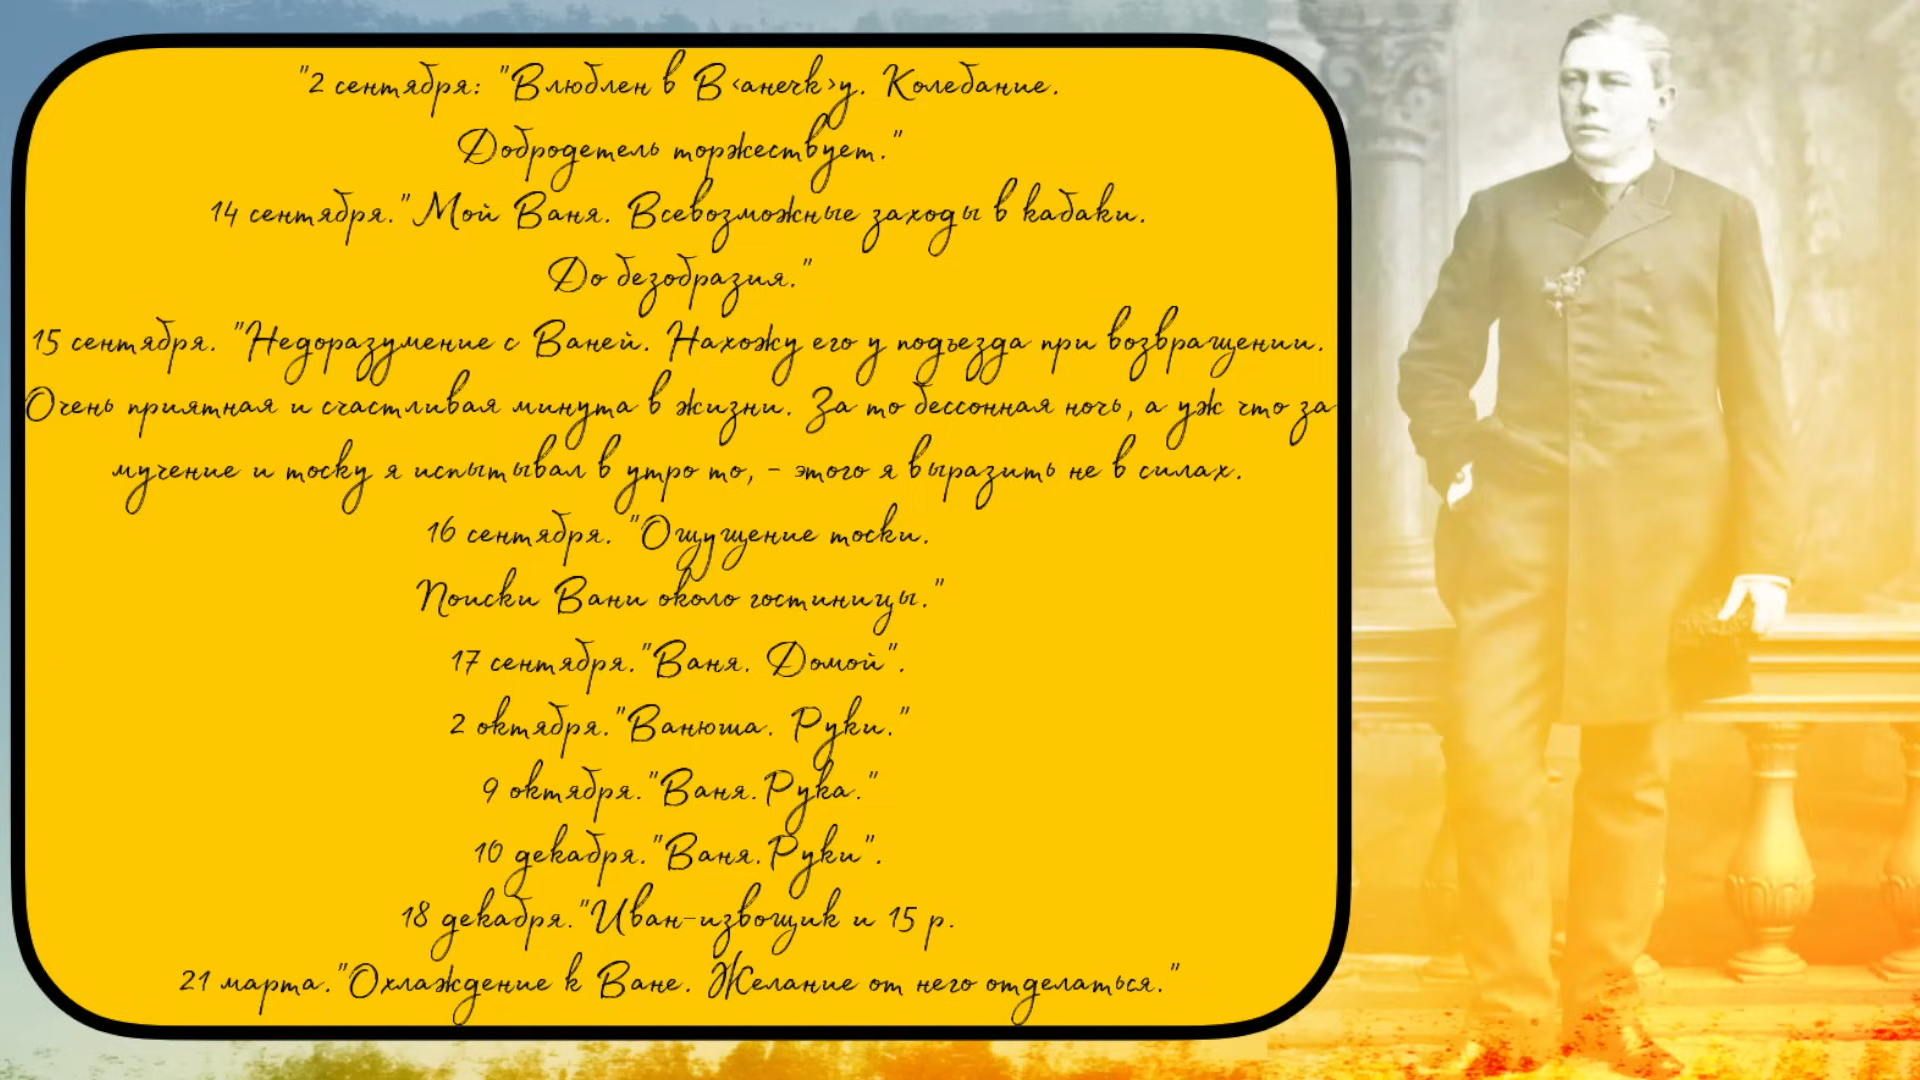 "2 сентября: "Влюблен в В<анечк>у. Колебание.
Добродетель торжествует."
14 сентября."Мой Ваня. Всевозможные заходы в кабаки.
До безобразия."
15 сентября. "Недоразумение с Ваней. Нахожу его у подъезда при возвращении.
Очень приятная и счастливая минута в жизни. За то бессонная ночь, а уж что за
мучение и тоску я испытывал в утро то, - этого я выразить не в силах.
16 сентября. "Ощущение тоски.
Поиски Вани около гостиницы."
17 сентября."Ваня. Домой".
2 октября."Ванюша. Руки."
9 октября."Ваня.Рука."
10 декабря."Ваня.Руки".
18 декабря."Иван-извощик и 15 р.
21 марта."Охлаждение к Ване. Желание от него отделаться."